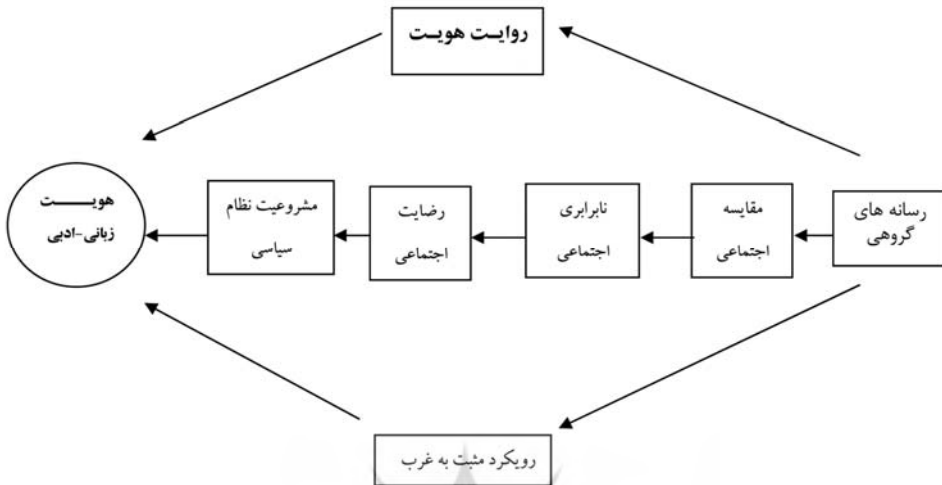 روایت هویت
رسانه های
گروهی
مقایسه
اجتماعی
نابرابری
اجتماعی
رضایت
اجتماعی
مشروعیت نظام
سیاسی
هویت
زبانی-ادبی
رویکرد مثبت به غرب